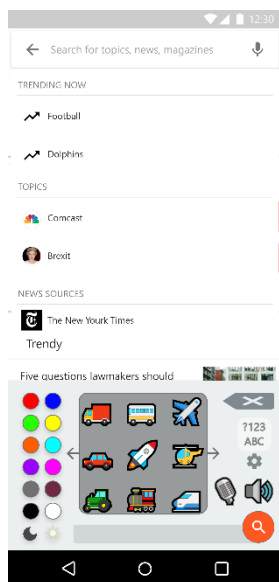 12:30
Search for topics, news, magazines
TRENDING NOW
Football
Dolphins
TOPICS
Comcast
Brexit
NEWS SOURCES
The New Yourk Times
Trendy
Five questions lawmakers should
?123
ABC